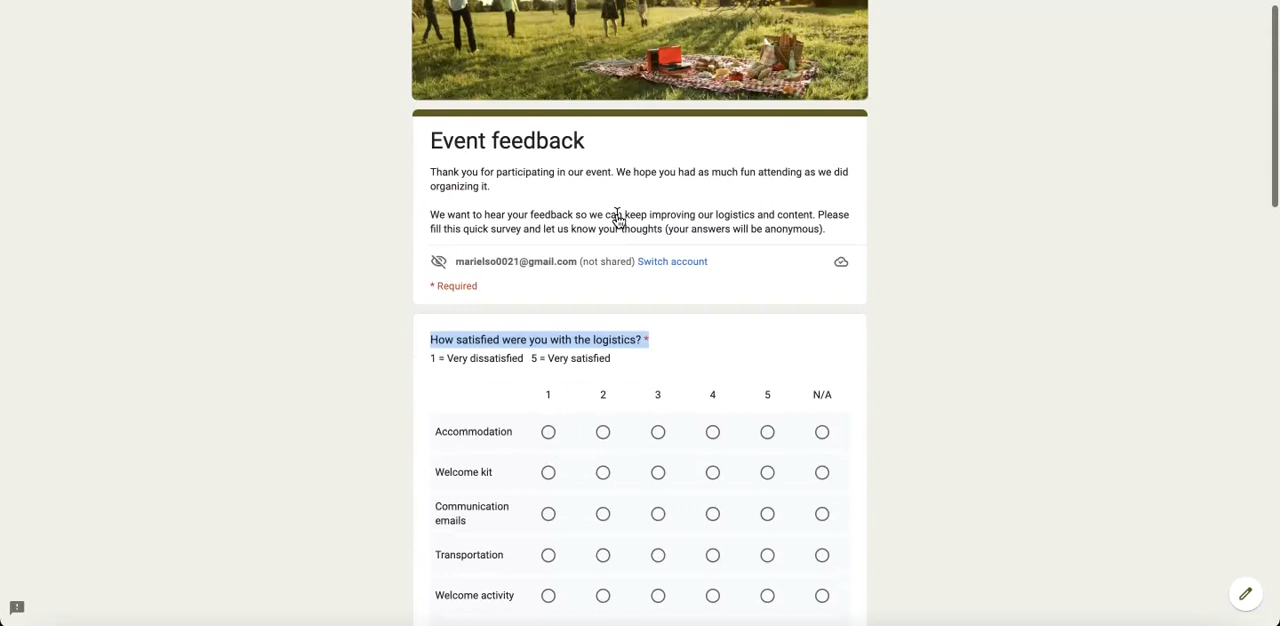 Event feedback
Thank you for participating in our event. We hope you had as much fun attending as we did
organizing it.
We want to hear your feedback so we can keep improving our logistics and content. Please
fill this quick survey and let us know your thoughts (your answers will be anonymous).
marielso0021@gmail.com (not shared) Switch account
* Required
How satisfied were you with the logistics? *
1 = Very dissatisfied 5 = Very satisfied
1 2 3 4 5 N/A
Accommodation
Welcome kit
Communication
emails
Transportation
Welcome activity